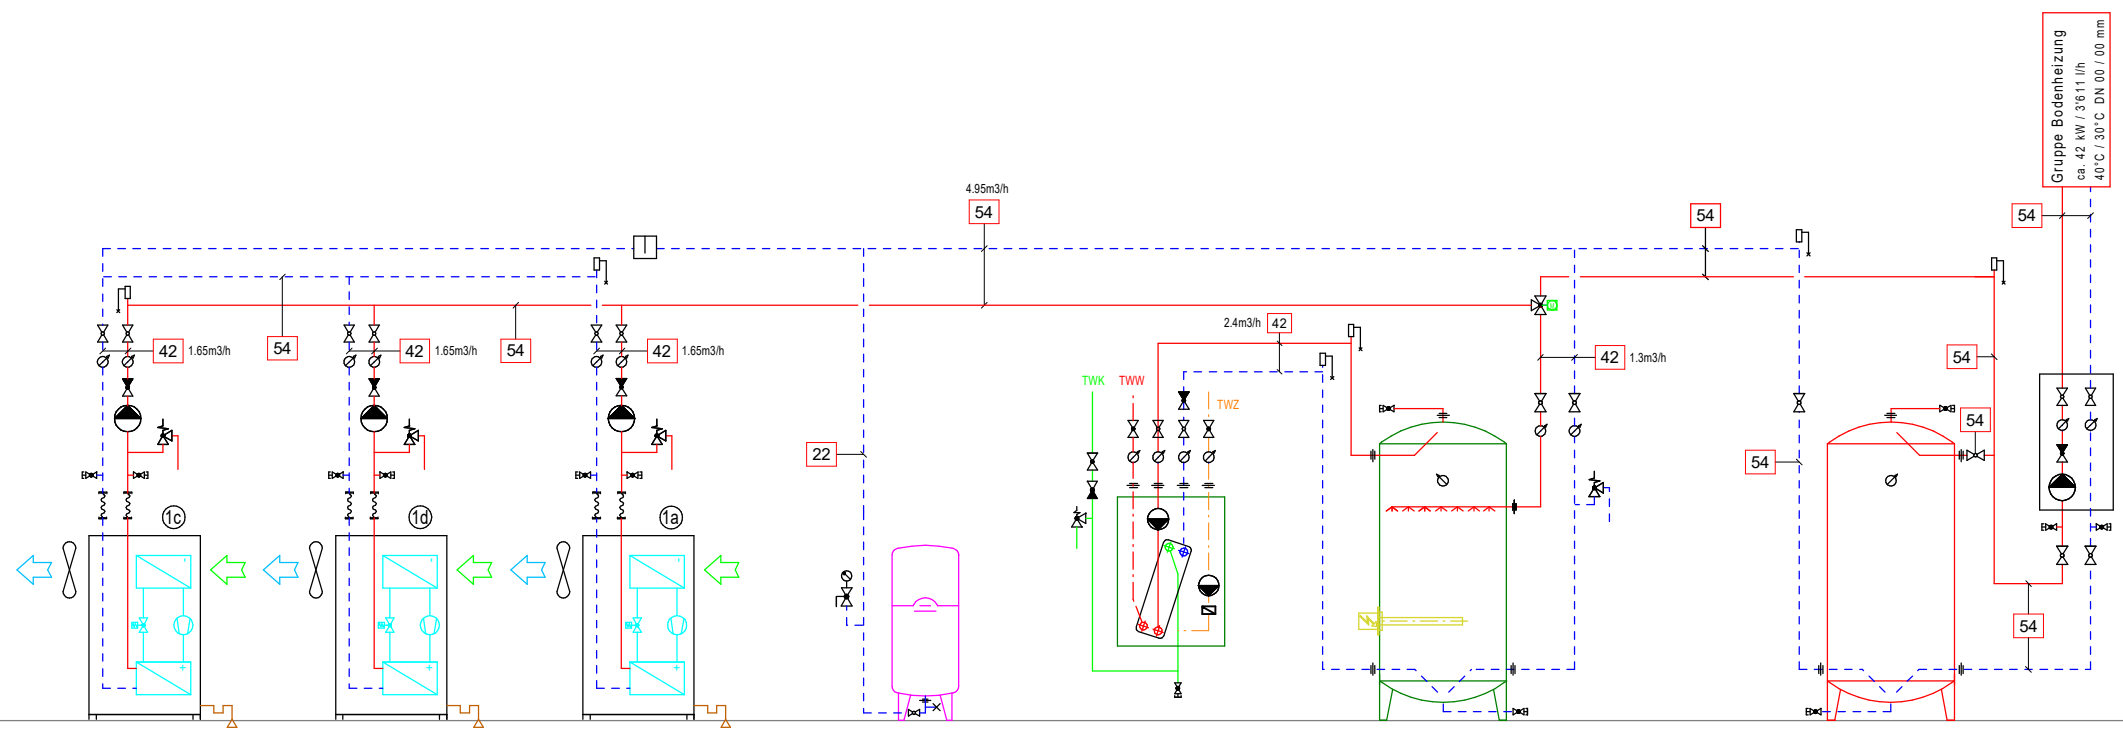 Gruppe Bodenheizung
ca. 42 kW / 3'611 l/h
40°C / 30°C DN 00 / 00 mm
4.95m3/h
54
54
54
2.4m3/h 42
42 1.65m3/h
54
42 1.65m3/h
54
42 1.65m3/h
42 1.3m3/h
54
TWK
TWW
TWZ
54
22
54
1c
1d
1a
54